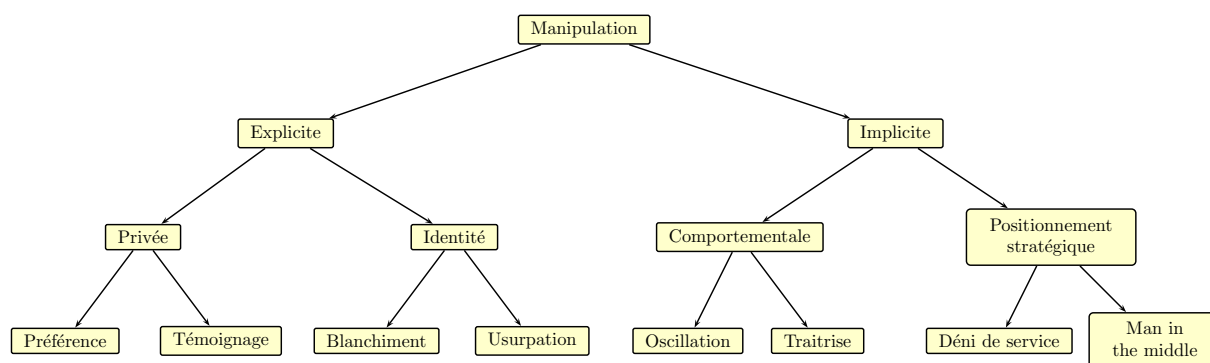 Manipulation
Explicite
Implicite
Privée
Identité
Comportementale
Positionnement
stratégique
Préférence
Témoignage
Blanchiment
Usurpation
Oscillation
Traitrise
Déni de service
Man in
the middle